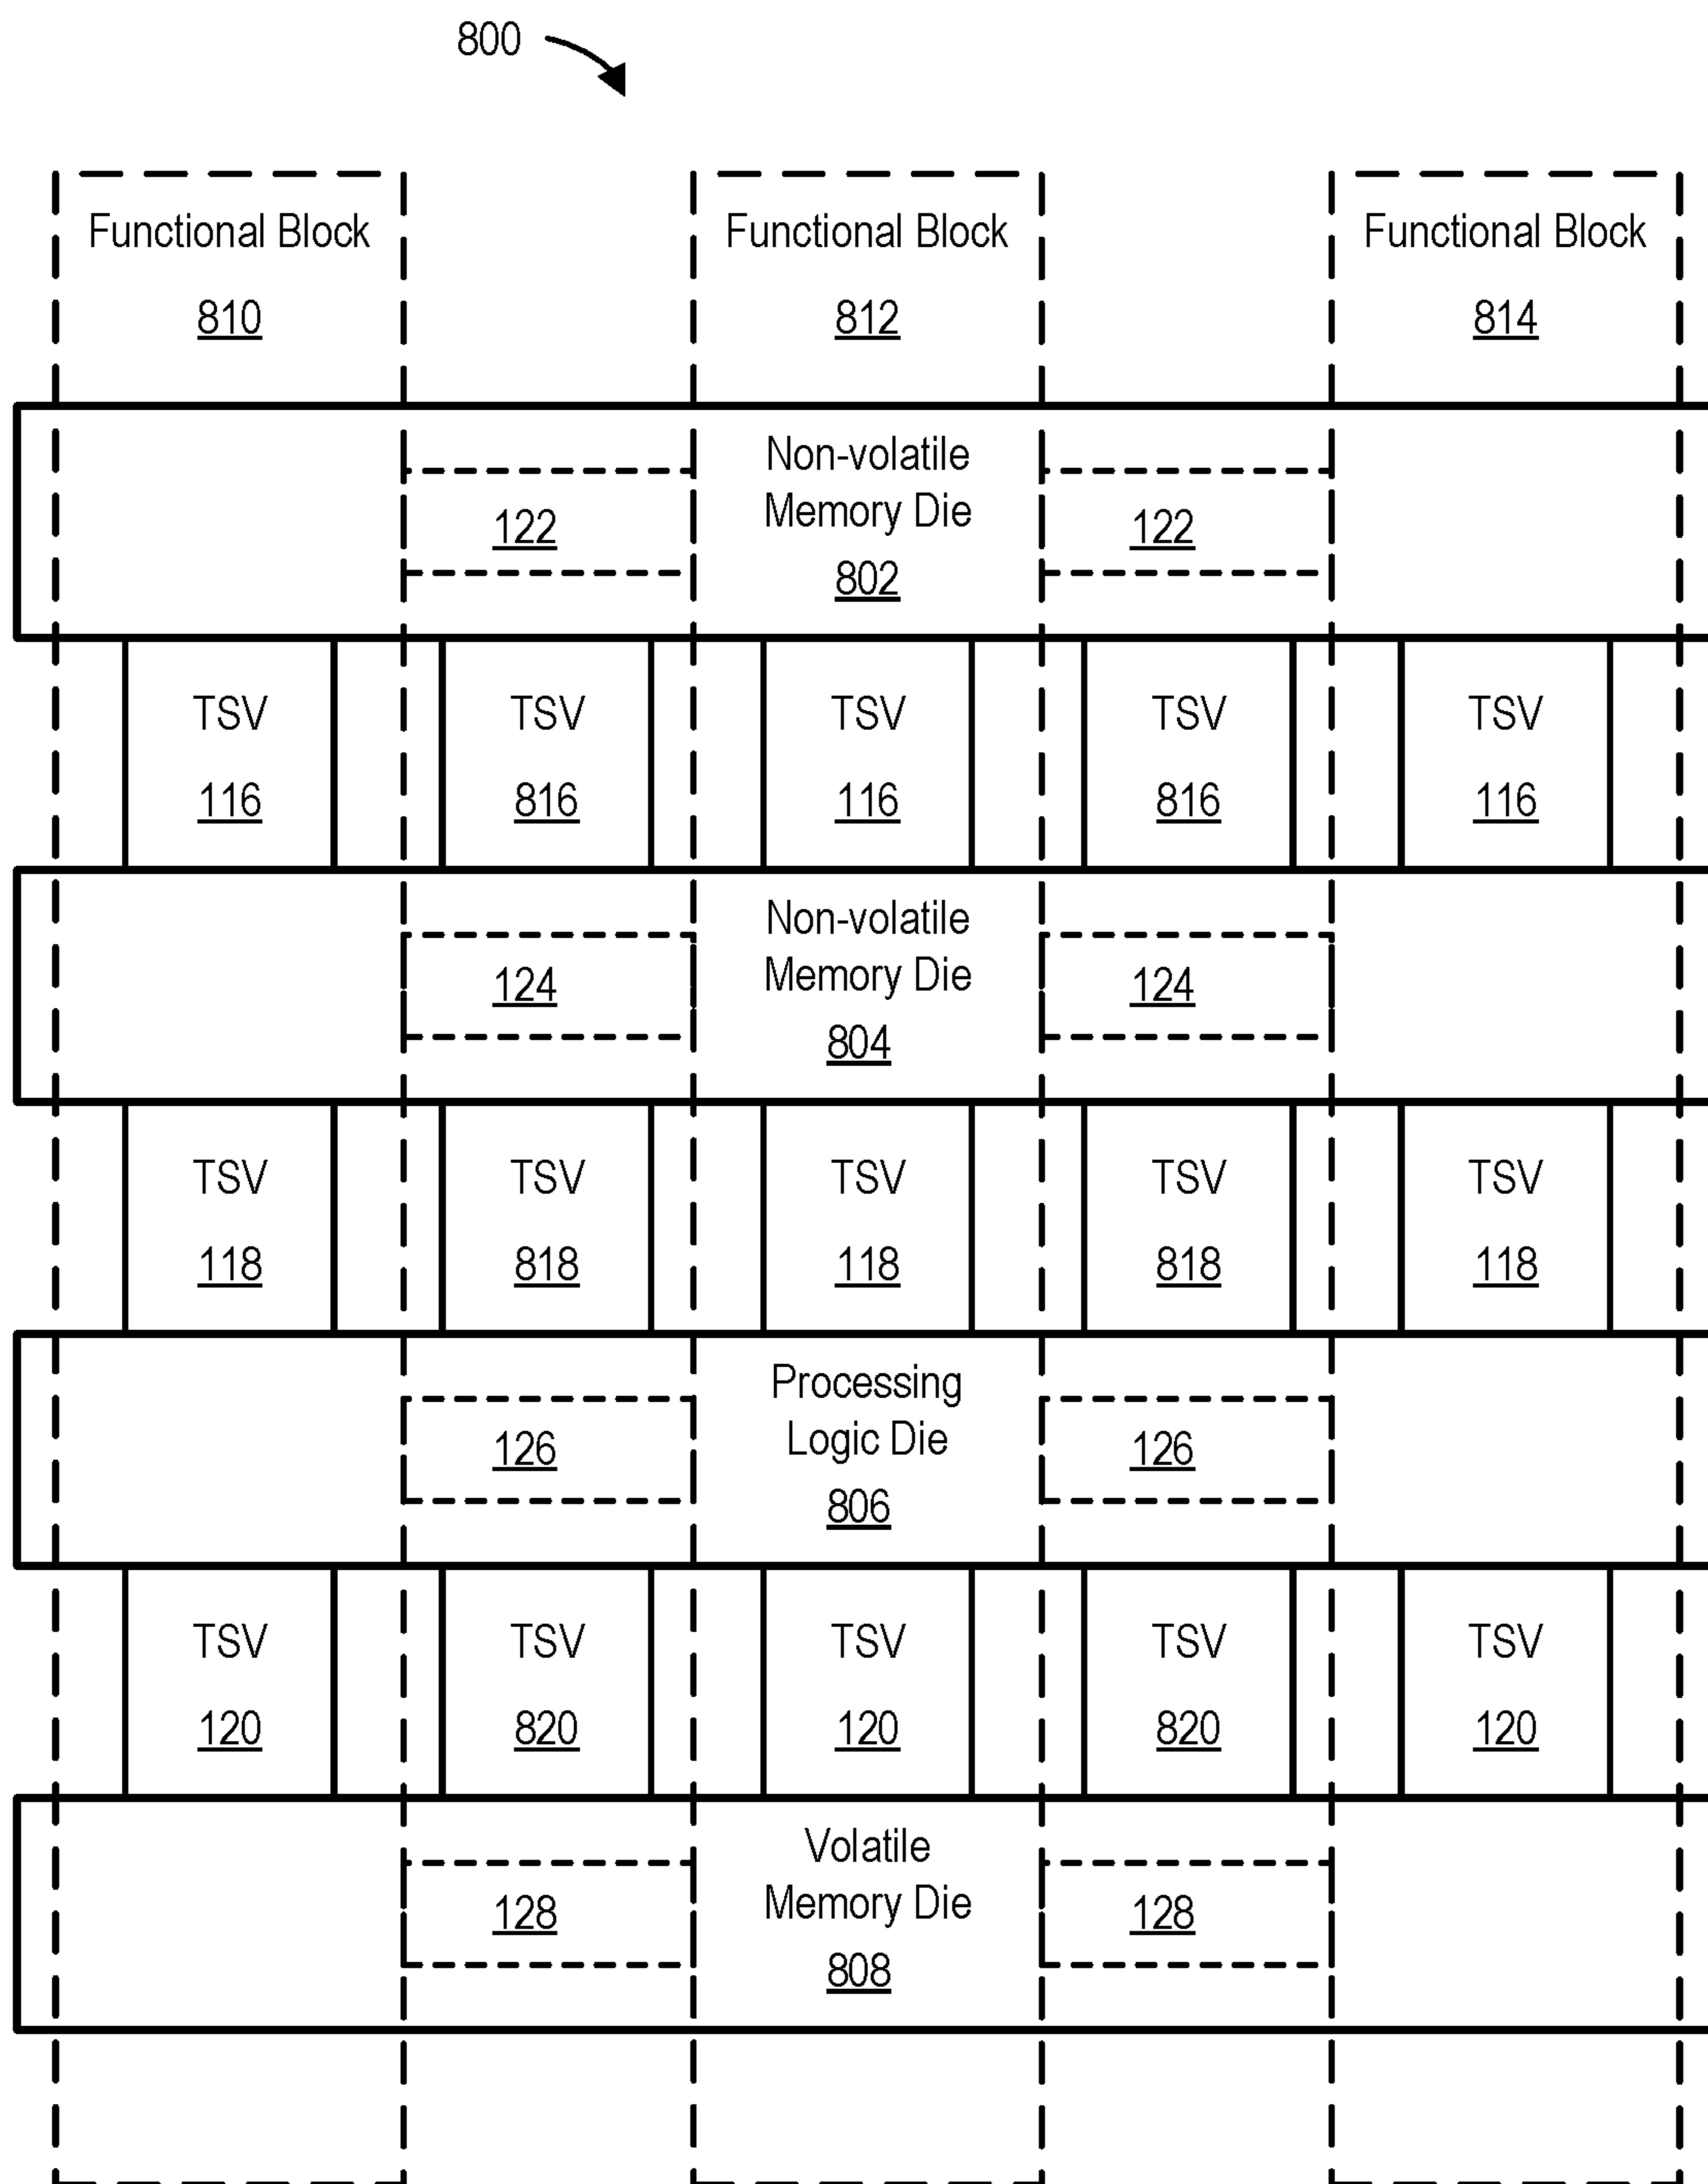 800
Functional Block
810
Functional Block
812
Functional Block
814
Non-volatile
Memory Die
802
122
122
TSV
116
TSV
816
TSV
116
TSV
816
TSV
116
Non-volatile
Memory Die
804
124
124
TSV
118
TSV
818
TSV
118
TSV
818
TSV
118
Processing
Logic Die
806
126
126
TSV
120
TSV
820
TSV
120
TSV
820
TSV
120
Volatile
Memory Die
808
128
128